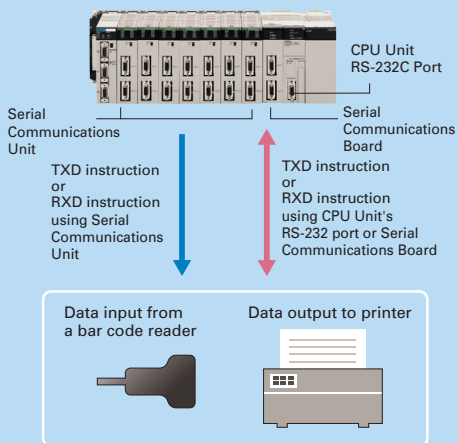 CPU Unit
RS-232C Port
Serial
Communications
Unit
Serial
Communications
Board
TXD instruction
or
RXD instruction
using Serial
Communications
Unit
TXD instruction
or
RXD instruction
using CPU Unit's
RS-232 port or Serial
Communications Board
Data input from
a bar code reader
Data output to printer